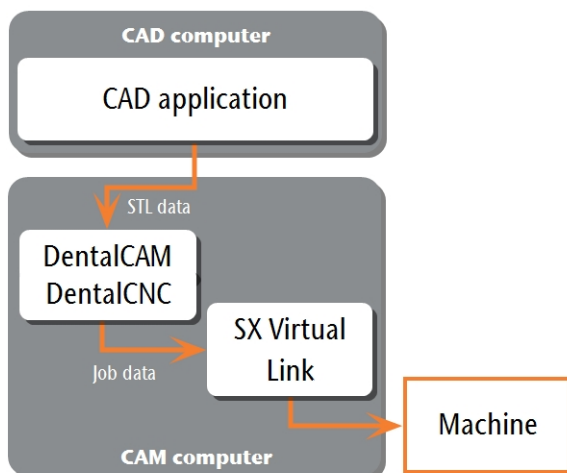 CAD computer
CAD application
STL data
DentalCAM
DentalCNC
SX Virtual
Link
Job data
Machine
CAM computer